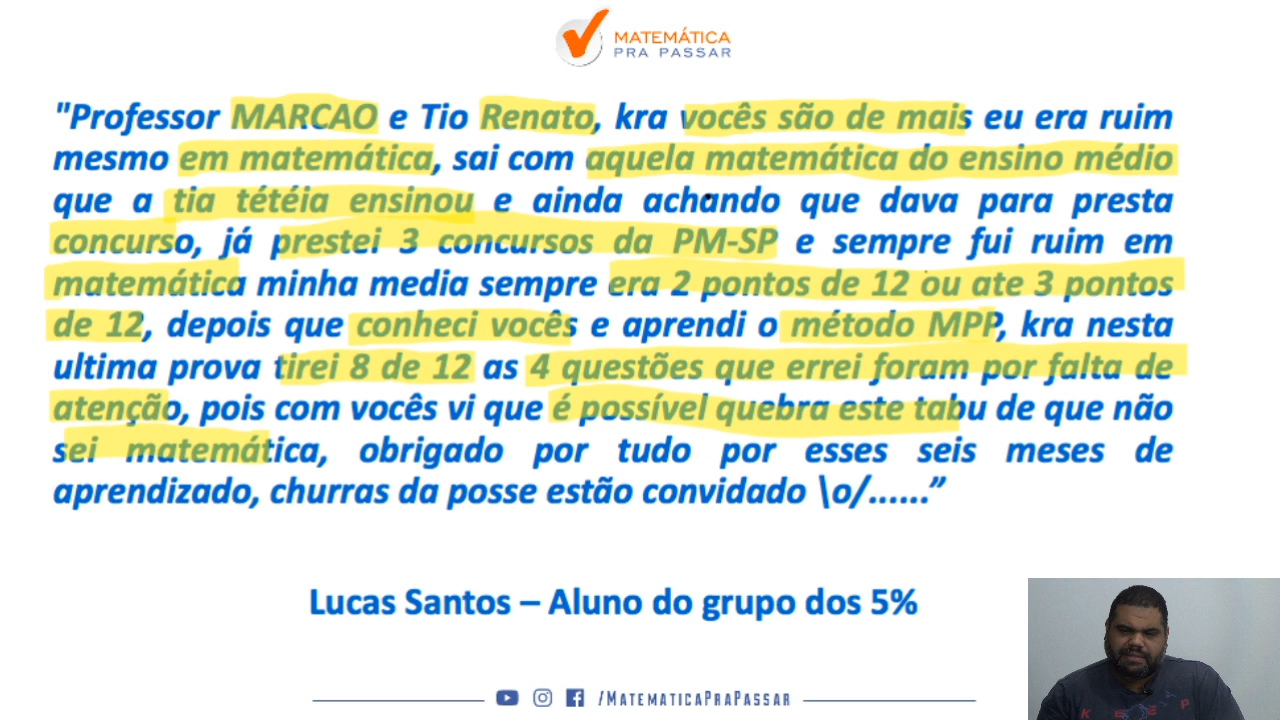 MATEMÁTICA
PRA PASSAR
"Professor MARCAO e Tio Renato, kra vocês são de mais eu era ruim
mesmo em matemática, sai com aquela matemática do ensino médio
que a tia tétéia ensinou e ainda achando que dava para presta
concurso, já prestei 3 concursos da PM-SP e sempre fui ruim em
matemática minha media sempre era 2 pontos de 12 ou ate 3 pontos
de 12, depois que conheci vocês e aprendi o método MPP, kra nesta
ultima prova tirei 8 de 12 as 4 questões que errei foram por falta de
atenção, pois com vocês vi que é possível quebra este tabu de que não
sei matemática, obrigado por tudo por esses seis meses de
aprendizado, churras da posse estão convidado \o/......”
Lucas Santos – Aluno do grupo dos 5%
/MATEMATICAPRAPASSAR
KEEP